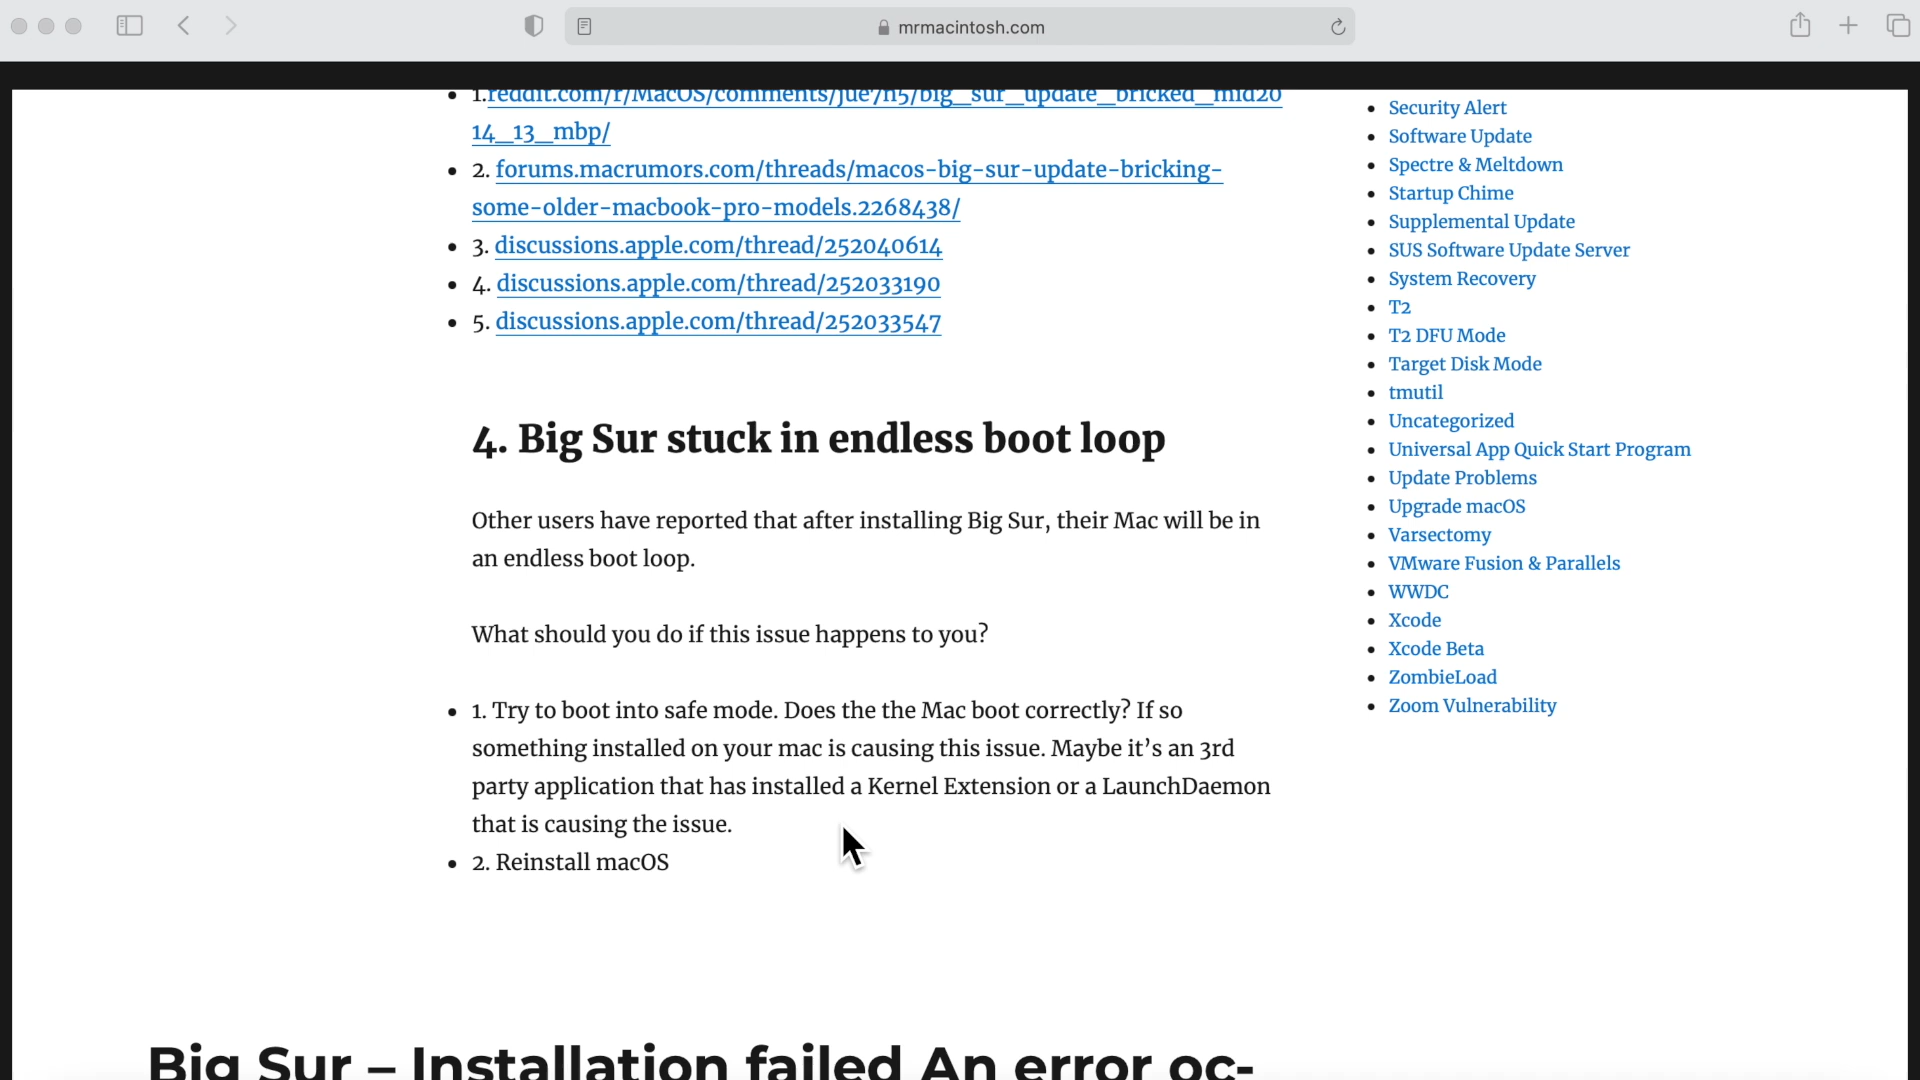 mrmacintosh.com
1.reddit.com/r/MacOS/comments/jue7n5/big_sur_update_bricked_mid20
14_13_mbp/
2. forums.macrumors.com/threads/macos-big-sur-update-bricking-
some-older-macbook-pro-models.2268438/
3. discussions.apple.com/thread/252040614
4. discussions.apple.com/thread/252033190
5. discussions.apple.com/thread/252033547
4. Big Sur stuck in endless boot loop
Other users have reported that after installing Big Sur, their Mac will be in
an endless boot loop.
What should you do if this issue happens to you?
1. Try to boot into safe mode. Does the the Mac boot correctly? If so
something installed on your mac is causing this issue. Maybe it’s an 3rd
party application that has installed a Kernel Extension or a LaunchDaemon
that is causing the issue.
2. Reinstall macOS
Big Sur – Installation failed An error oc-
Security Alert
Software Update
Spectre & Meltdown
Startup Chime
Supplemental Update
SUS Software Update Server
System Recovery
T2
T2 DFU Mode
Target Disk Mode
tmutil
Uncategorized
Universal App Quick Start Program
Update Problems
Upgrade macOS
Varsectomy
VMware Fusion & Parallels
WWDC
Xcode
Xcode Beta
ZombieLoad
Zoom Vulnerability